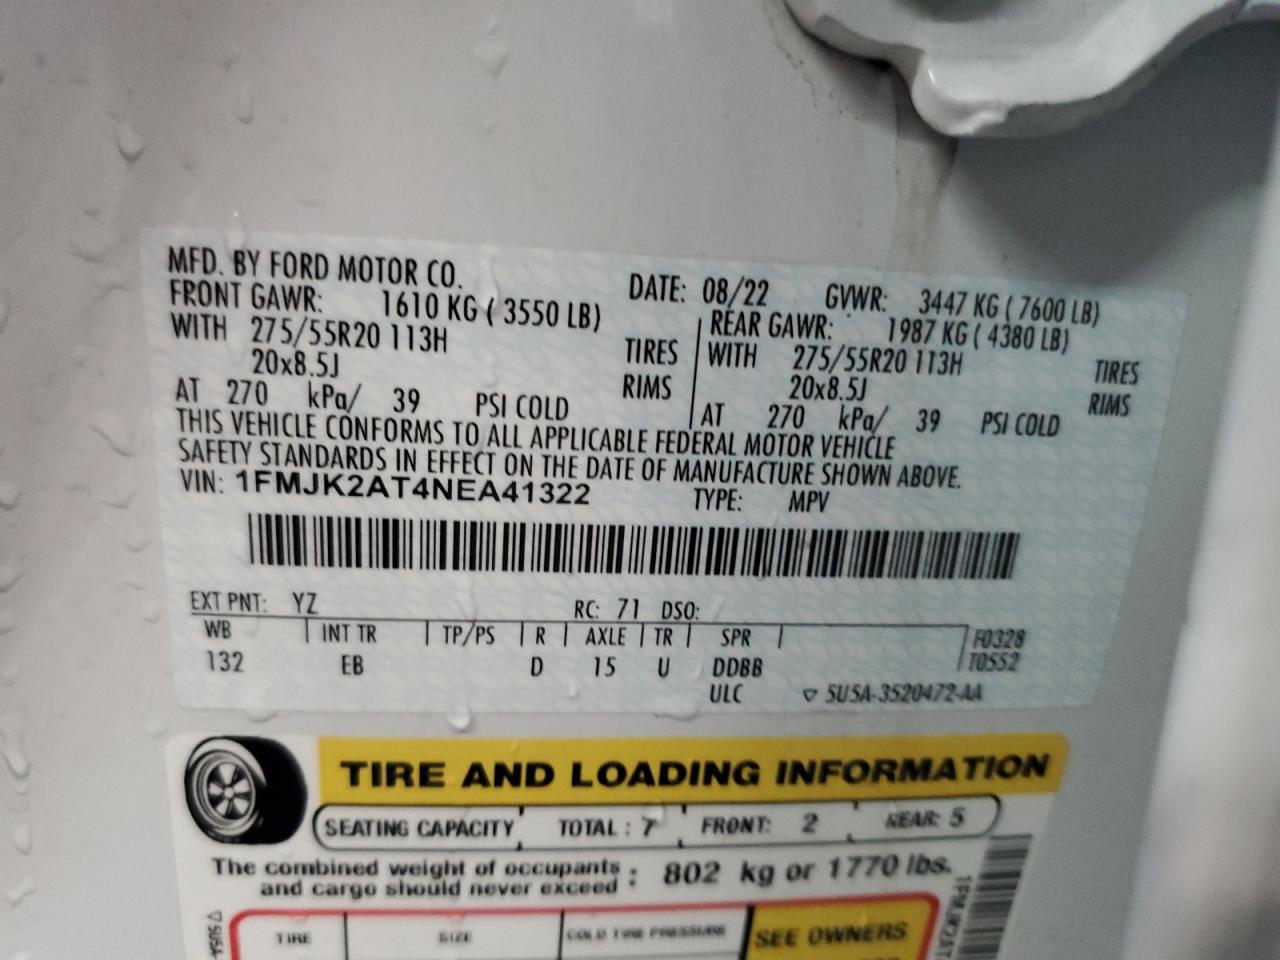 MFD. BY FORD MOTOR CO.
DATE: 08/22 GVWR: 3447 KG ( 7600 LB)
FRONT GAWR: 1610 KG ( 3550 LB)
REAR GAWR: 1987 KG ( 4380 LB)
WITH 275/55R20 113H TIRES
WITH 275/55R20 113H TIRES
20x8.5J RIMS
20x8.5J RIMS
AT 270 kPa/ 39 PSI COLD
AT 270 kPa/ 39 PSI COLD
THIS VEHICLE CONFORMS TO ALL APPLICABLE FEDERAL MOTOR VEHICLE
SAFETY STANDARDS IN EFFECT ON THE DATE OF MANUFACTURE SHOWN ABOVE.
VIN: 1FMJK2AT4NEA41322 TYPE: MPV
EXT PNT: YZ RC: 71 DSO:
WB INT TR TP/PS R AXLE TR SPR F0328
132 EB D 15 U DDBB T0552
ULC ▽ 5U5A-3520472-AA
TIRE AND LOADING INFORMATION
SEATING CAPACITY TOTAL : 7 FRONT: 2 REAR: 5
The combined weight of occupants
and cargo should never exceed : 802 kg or 1770 lbs.
TIRE SIZE COLD TIRE PRESSURE SEE OWNERS
▽ 5U5A-